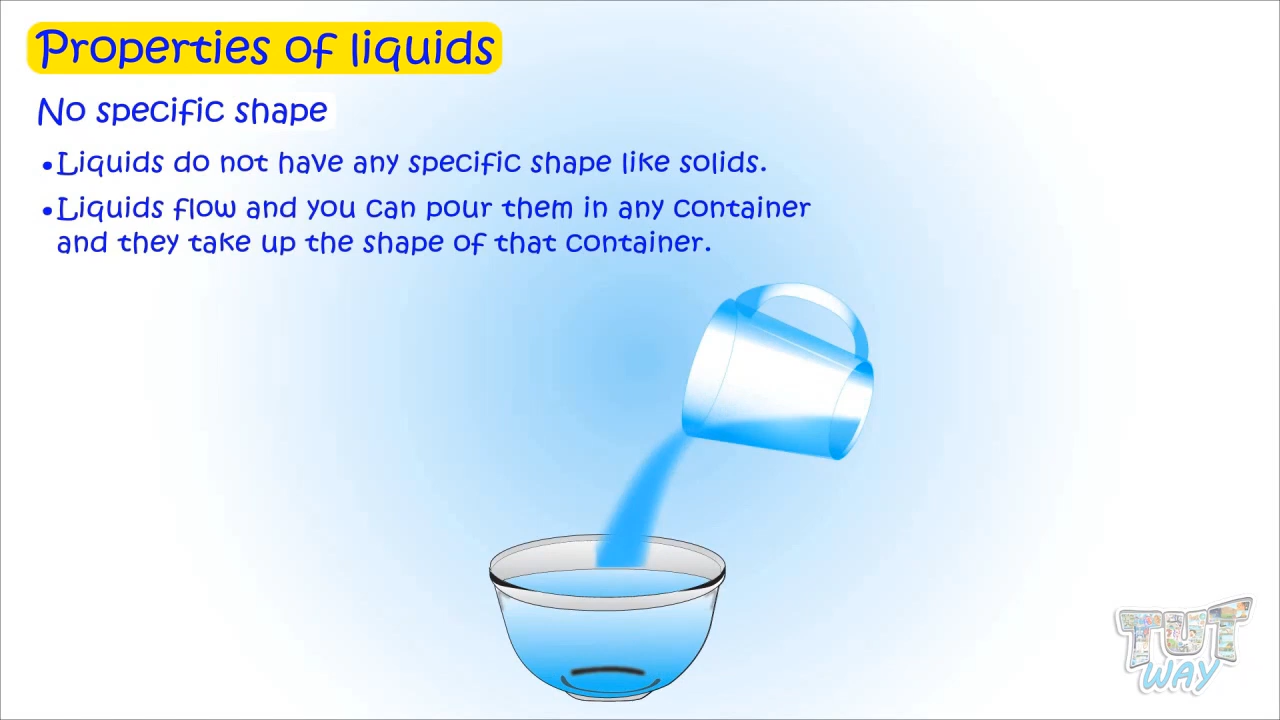 Properties of liquids
No specific shape
•Liquids do not have any specific shape like solids.
•Liquids flow and you can pour them in any container
and they take up the shape of that container.
TUT
WAY